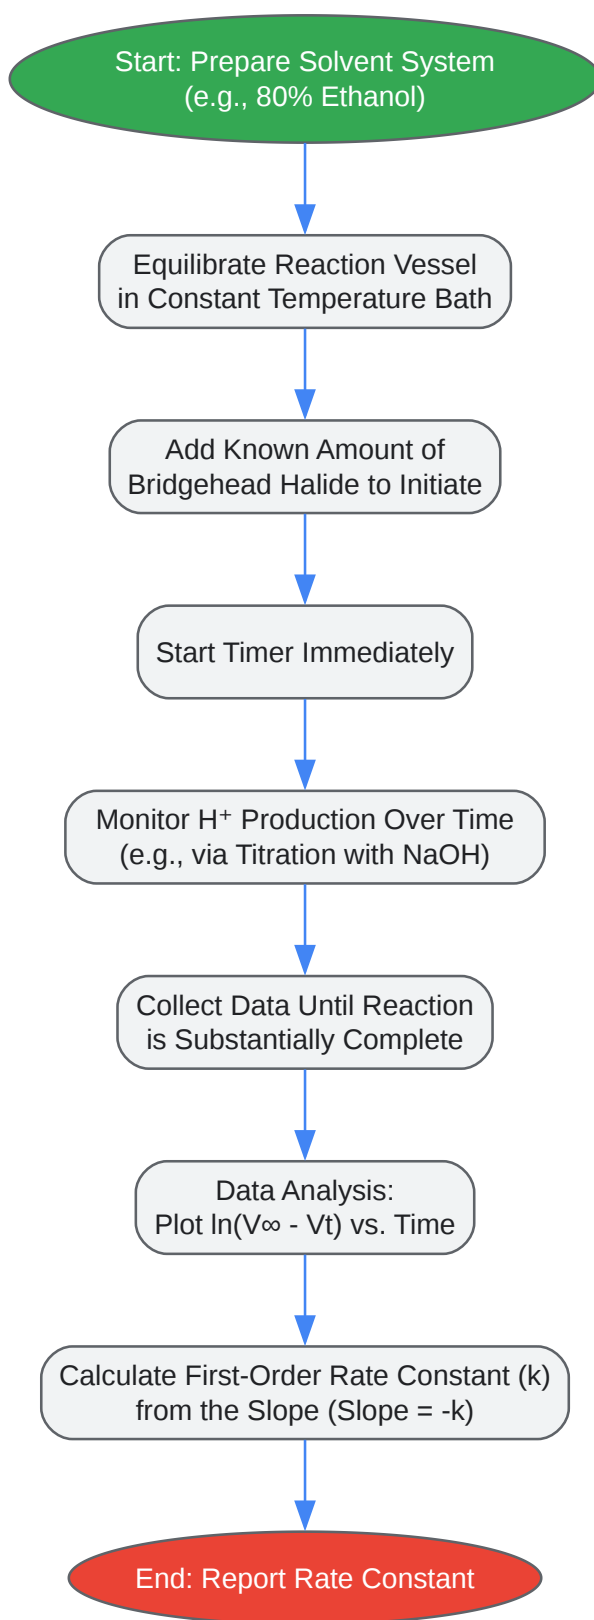 Start: Prepare Solvent System
(e.g., 80% Ethanol)
Equilibrate Reaction Vessel
in Constant Temperature Bath
Add Known Amount of
Bridgehead Halide to Initiate
Start Timer Immediately
Monitor H⁺ Production Over Time
(e.g., via Titration with NaOH)
Collect Data Until Reaction
is Substantially Complete
Data Analysis:
Plot ln(V∞ - Vt) vs. Time
Calculate First-Order Rate Constant (k)
from the Slope (Slope = -k)
End: Report Rate Constant